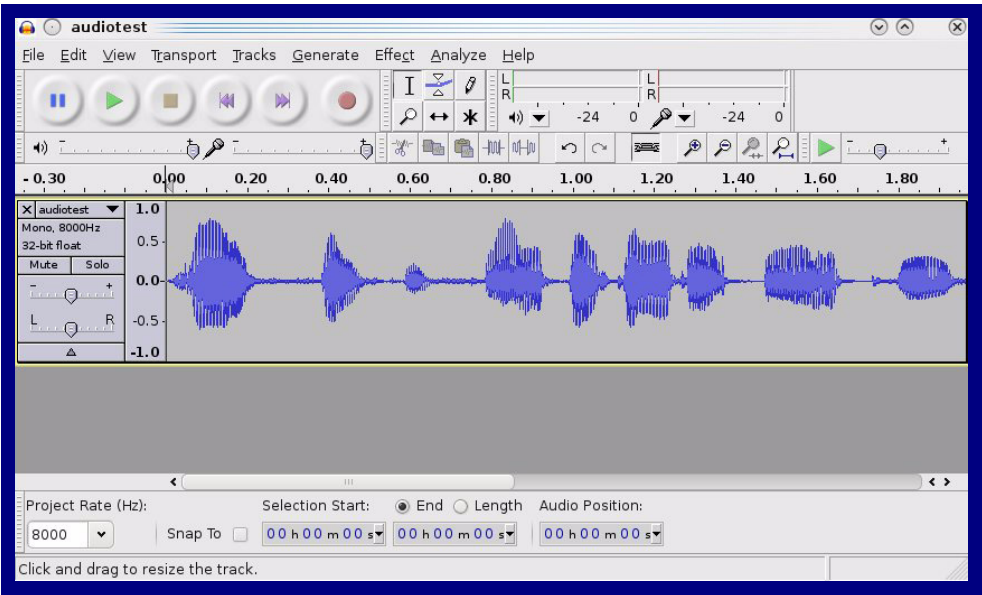 audiotest
File Edit View Transport Tracks Generate Effect Analyze Help
L L
R R
-24 0 -24 0
- 0.30 0.00 0.20 0.40 0.60 0.80 1.00 1.20 1.40 1.60 1.80
X audiotest 1.0
Mono, 8000Hz
32-bit float 0.5
Mute Solo
- + 0.0
L R -0.5
-1.0
Project Rate (Hz): Selection Start: End Length Audio Position:
8000 Snap To 00 h 00 m 00 s 00 h 00 m 00 s 00 h 00 m 00 s
Click and drag to resize the track.